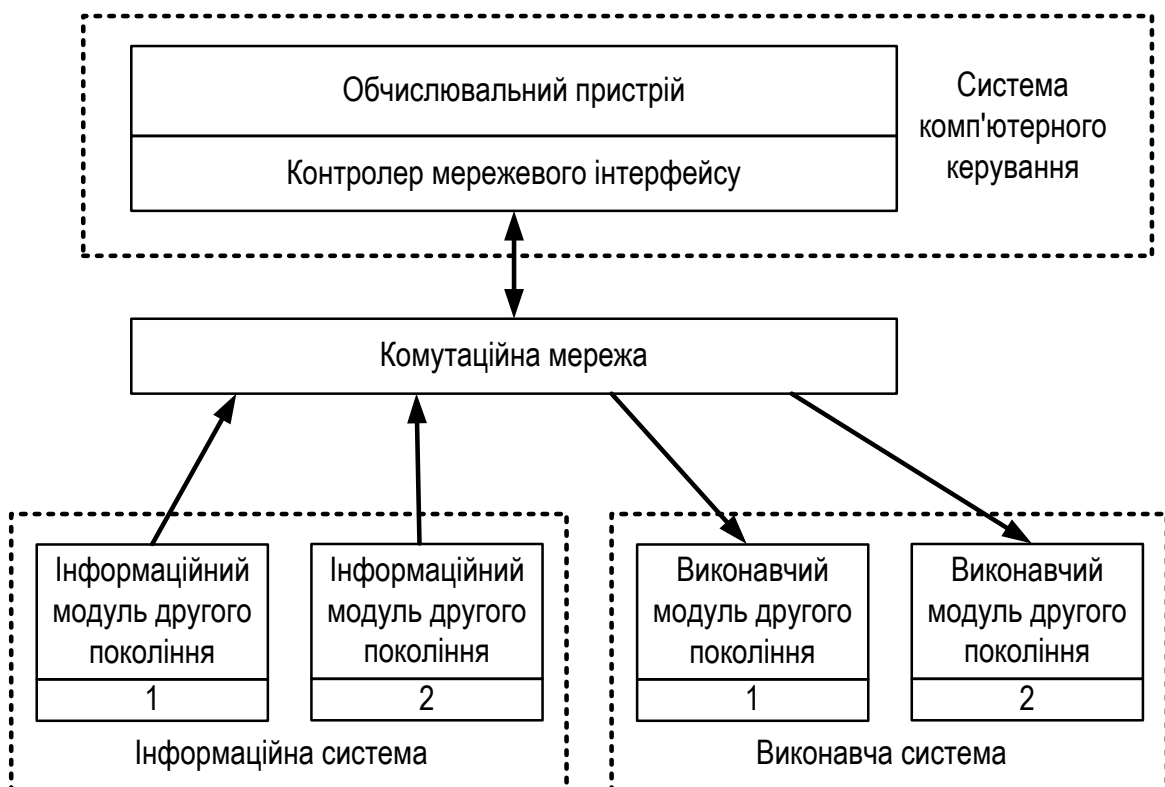 Обчислювальний пристрій
Контролер мережевого інтерфейсу
Система
комп'ютерного
керування
Комутаційна мережа
Інформаційний
модуль другого
покоління
1
Інформаційний
модуль другого
покоління
2
Інформаційна система
Виконавчий
модуль другого
покоління
1
Виконавчий
модуль другого
покоління
2
Виконавча система